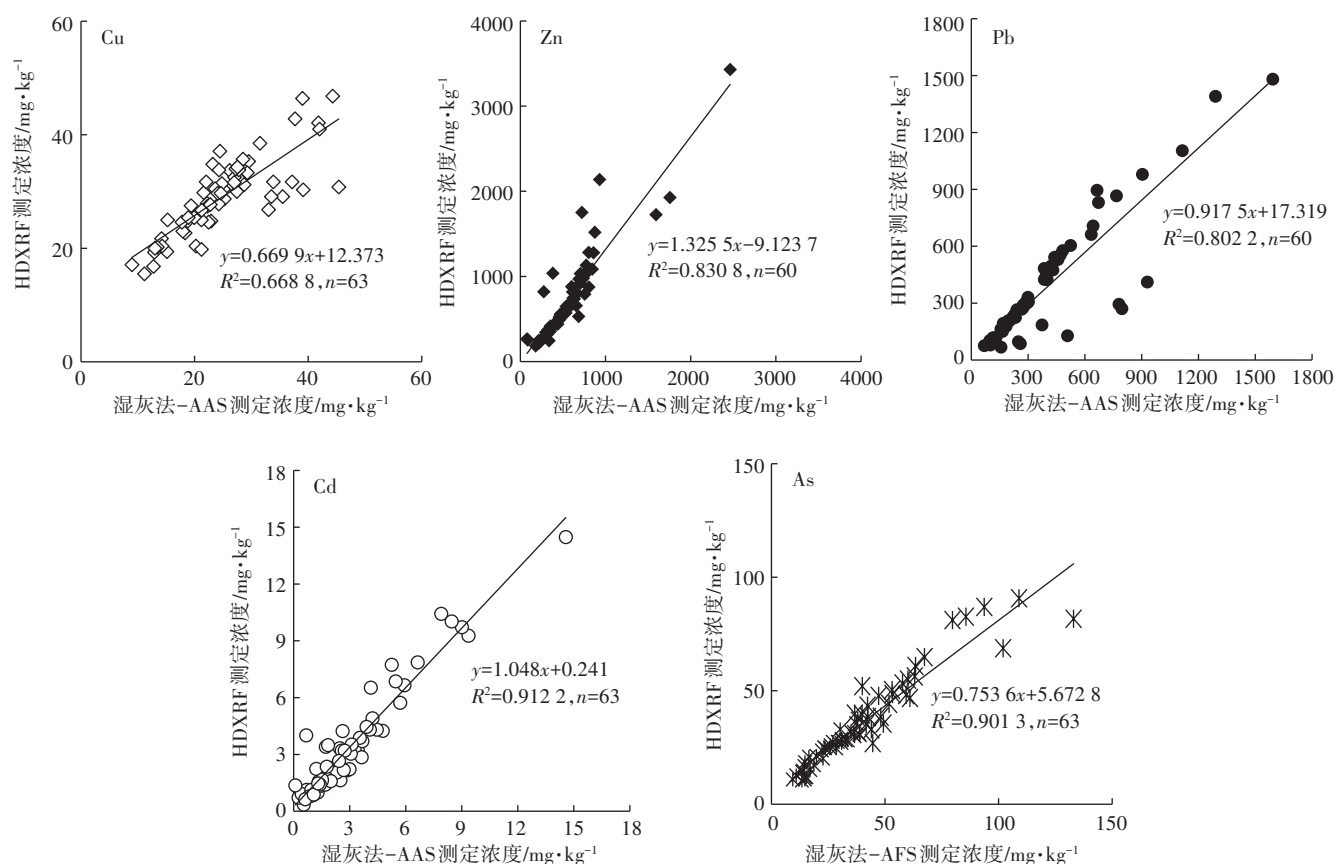 Cu
HDXRF测定浓度/mg·kg⁻¹
60
40
20
0
y=0.669 9x+12.373
R²=0.668 8,n=63
0 20 40 60
湿灰法-AAS测定浓度/mg·kg⁻¹
Zn
HDXRF测定浓度/mg·kg⁻¹
4000
3000
2000
1000
0
y=1.325 5x-9.123 7
R²=0.830 8,n=60
0 1000 2000 3000 4000
湿灰法-AAS测定浓度/mg·kg⁻¹
Pb
HDXRF测定浓度/mg·kg⁻¹
1800
1500
1200
900
600
300
0
y=0.917 5x+17.319
R²=0.802 2,n=60
0 300 600 900 1200 1500 1800
湿灰法-AAS测定浓度/mg·kg⁻¹
Cd
HDXRF测定浓度/mg·kg⁻¹
18
15
12
9
6
3
0
y=1.048x+0.241
R²=0.912 2,n=63
0 3 6 9 12 15 18
湿灰法-AAS测定浓度/mg·kg⁻¹
As
HDXRF测定浓度/mg·kg⁻¹
150
100
50
0
y=0.753 6x+5.672 8
R²=0.901 3,n=63
0 50 100 150
湿灰法-AFS测定浓度/mg·kg⁻¹